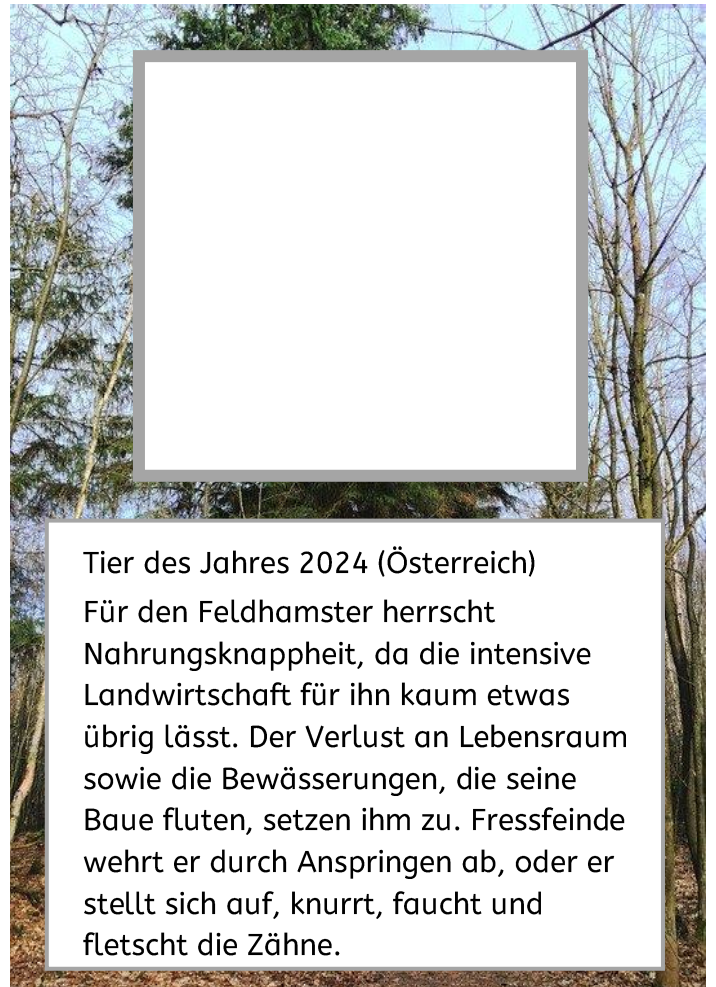 Tier des Jahres 2024 (Österreich)
Für den Feldhamster herrscht
Nahrungsknappheit, da die intensive
Landwirtschaft für ihn kaum etwas
übrig lässt. Der Verlust an Lebensraum
sowie die Bewässerungen, die seine
Baue fluten, setzen ihm zu. Fressfeinde
wehrt er durch Anspringen ab, oder er
stellt sich auf, knurrt, faucht und
fletscht die Zähne.